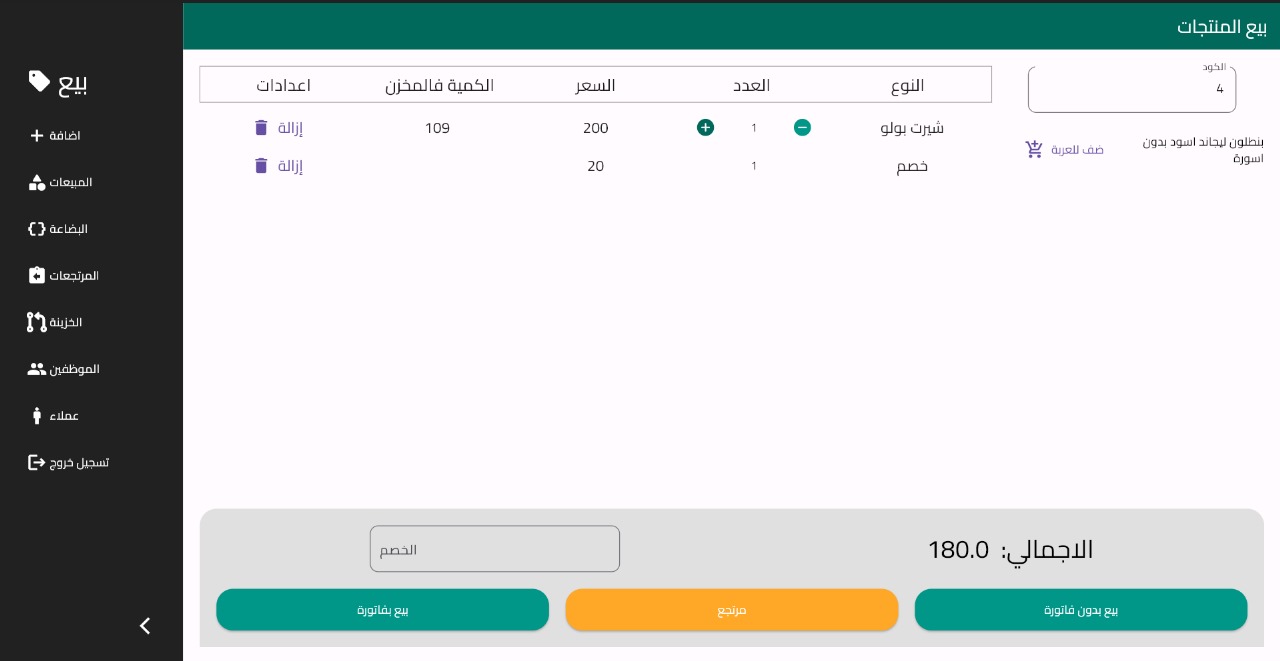 بيع المنتجات
بيع
اضافة
المبيعات
البضاعة
المرتجعات
الخزينة
الموظفين
عملاء
تسجيل خروج
الكود
4
بنطلون ليجاند اسود بدون
اسورة
ضف للعربة
النوع العدد السعر الكمية فالمخزن اعدادات
شيرت بولو 1 200 109 إزالة
خصم 1 20 إزالة
الاجمالي: 180.0
الخصم
بيع بدون فاتورة
مرتجع
بيع بفاتورة